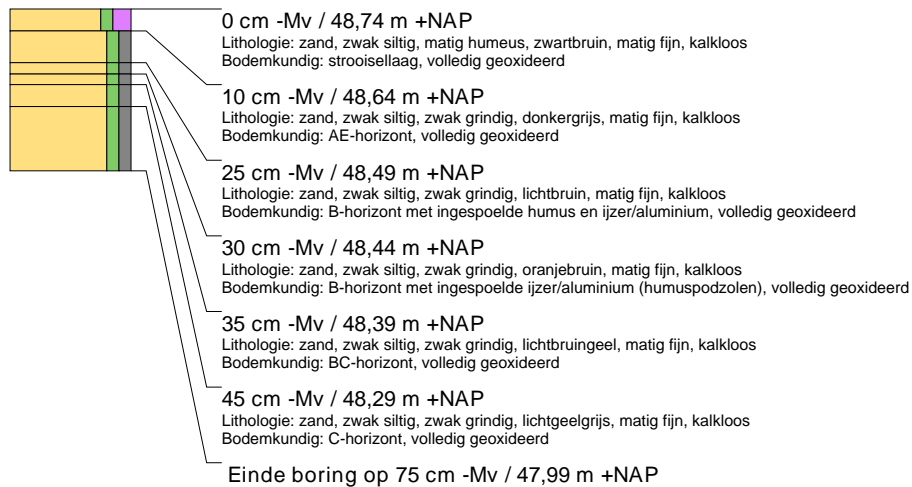 0 cm -Mv / 48,74 m +NAP
Lithologie: zand, zwak siltig, matig humeus, zwartbruin, matig fijn, kalkloos
Bodemkundig: strooisellaag, volledig geoxideerd
10 cm -Mv / 48,64 m +NAP
Lithologie: zand, zwak siltig, zwak grindig, donkergrijs, matig fijn, kalkloos
Bodemkundig: AE-horizont, volledig geoxideerd
25 cm -Mv / 48,49 m +NAP
Lithologie: zand, zwak siltig, zwak grindig, lichtbruin, matig fijn, kalkloos
Bodemkundig: B-horizont met ingespoelde humus en ijzer/aluminium, volledig geoxideerd
30 cm -Mv / 48,44 m +NAP
Lithologie: zand, zwak siltig, zwak grindig, oranjebruin, matig fijn, kalkloos
Bodemkundig: B-horizont met ingespoelde ijzer/aluminium (humuspodzolen), volledig geoxideerd
35 cm -Mv / 48,39 m +NAP
Lithologie: zand, zwak siltig, zwak grindig, lichtbruingeel, matig fijn, kalkloos
Bodemkundig: BC-horizont, volledig geoxideerd
45 cm -Mv / 48,29 m +NAP
Lithologie: zand, zwak siltig, zwak grindig, lichtgeelgrijs, matig fijn, kalkloos
Bodemkundig: C-horizont, volledig geoxideerd
Einde boring op 75 cm -Mv / 47,99 m +NAP